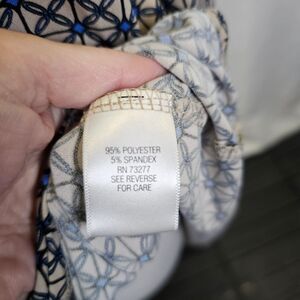 95% POLYESTER
5% SPANDEX
RN 73277
SEE REVERSE
FOR CARE